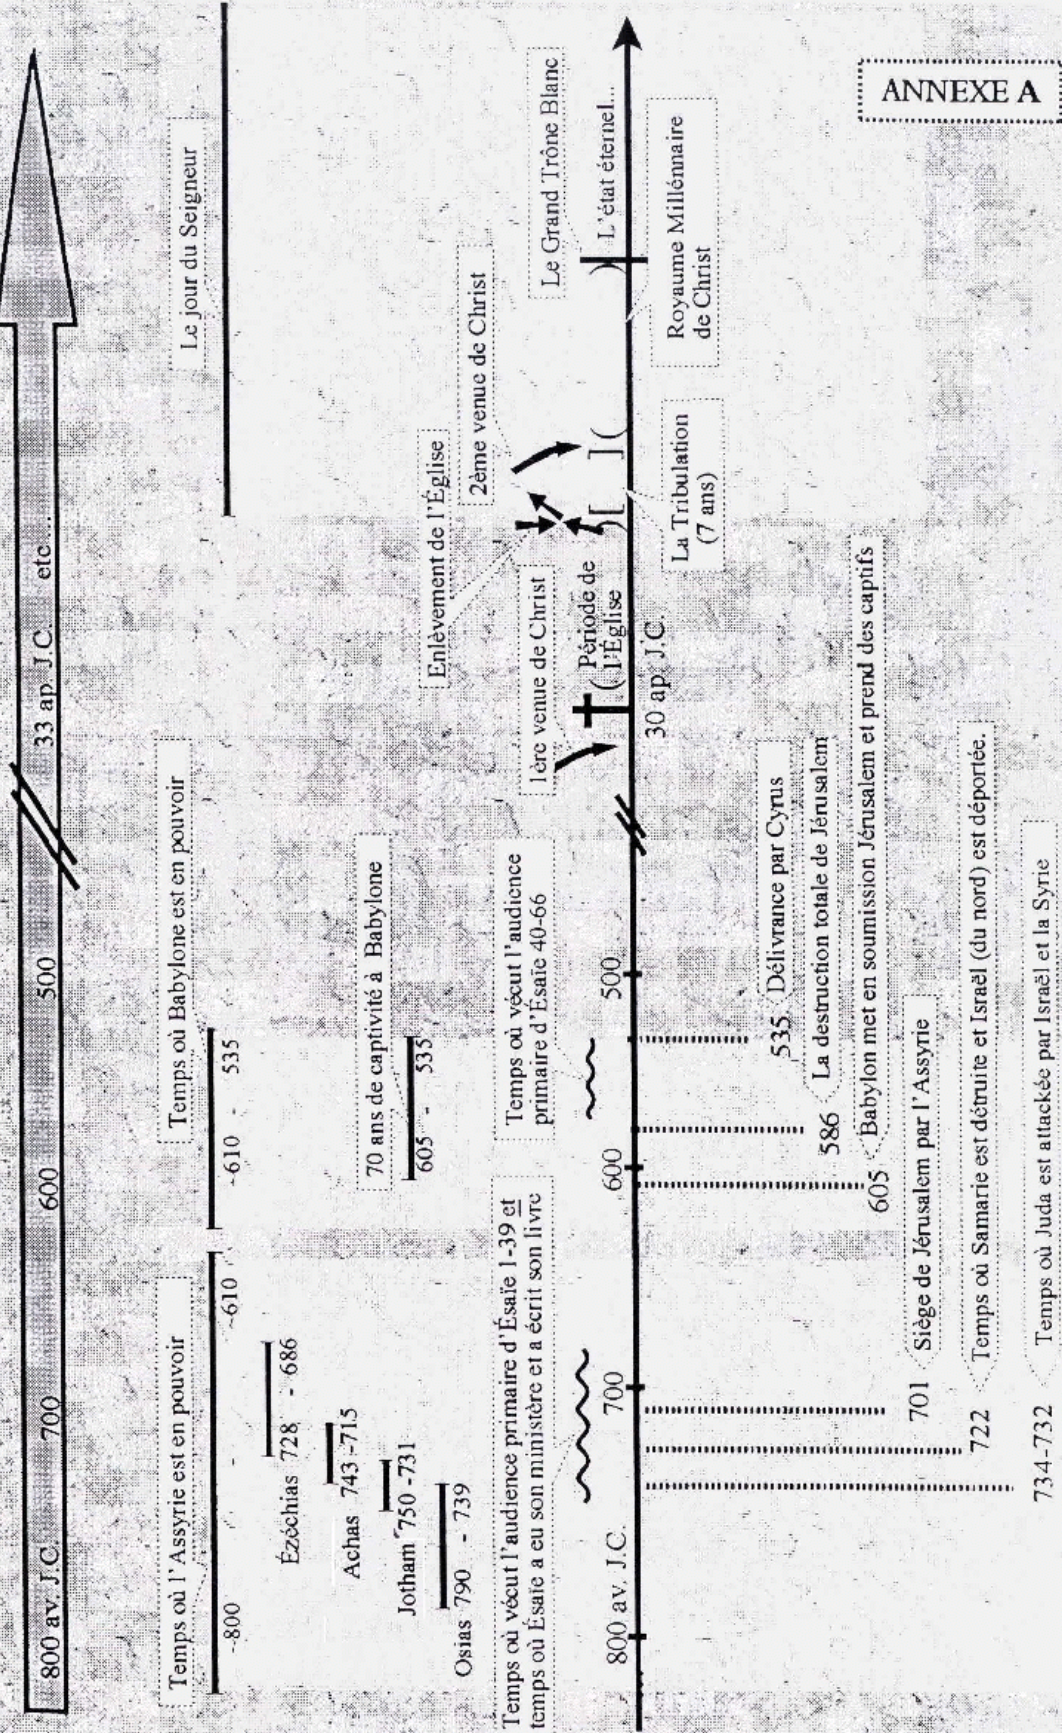 ANNEXE A
800 av. J.C. 700 600 500 33 ap. J.C. etc...
Temps où l'Assyrie est en pouvoir
-800 - -610
Temps où Babylone est en pouvoir
-610 - 535
Le jour du Seigneur
Ézéchias 728 - 686
Achas 743 -715
Jotham 750 -731
Osias 790 - 739
70 ans de captivité à Babylone
605 - 535
Temps où vécut l'audience primaire d'Ésaïe 1-39 et
temps où Ésaïe a eu son ministère et a écrit son livre
Temps où vécut l'audience
primaire d'Ésaïe 40-66
1ère venue de Christ
Enlèvement de l'Église
2ème venue de Christ
Le Grand Trône Blanc
Période de
l'Église
L'état éternel...
800 av. J.C. 700 600 500 30 ap. J.C.
La Tribulation
(7 ans)
Royaume Millénnaire
de Christ
535 Délivrance par Cyrus
586 La destruction totale de Jérusalem
605 Babylon met en soumission Jérusalem et prend des captifs
701 Siège de Jérusalem par l'Assyrie
722 Temps où Samarie est détruite et Israël (du nord) est déportée.
734-732 Temps où Juda est attackée par Israël et la Syrie